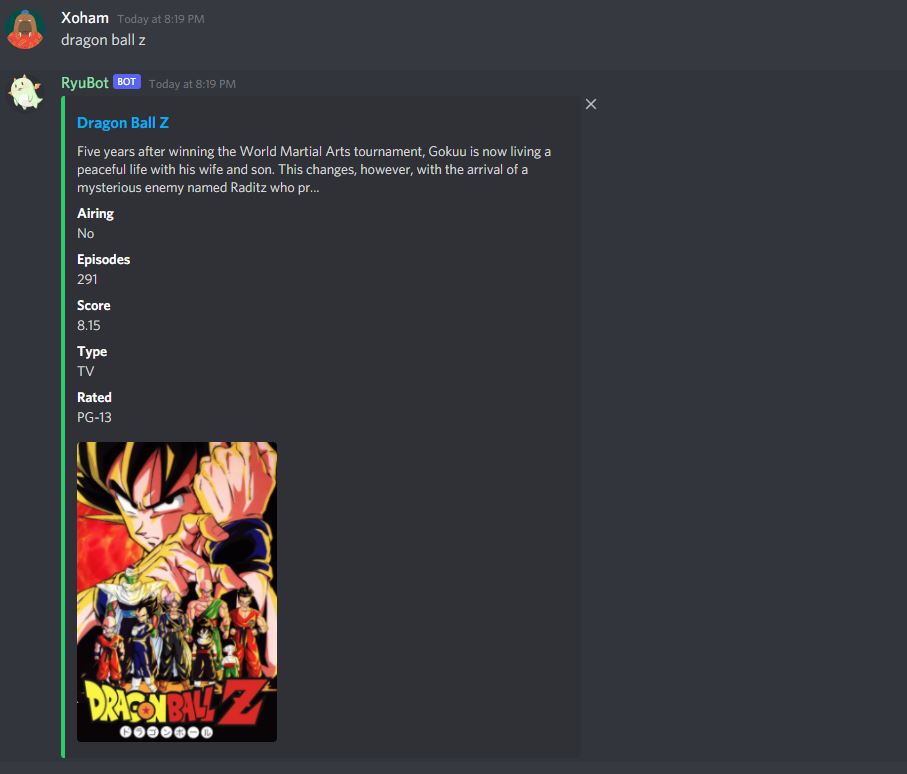 Xoham Today at 8:19 PM
dragon ball z
RyuBot BOT Today at 8:19 PM
Dragon Ball Z
Five years after winning the World Martial Arts tournament, Gokuu is now living a
peaceful life with his wife and son. This changes, however, with the arrival of a
mysterious enemy named Raditz who pr...
Airing
No
Episodes
291
Score
8.15
Type
TV
Rated
PG-13
DRAGON BALL Z
ドラゴンボール